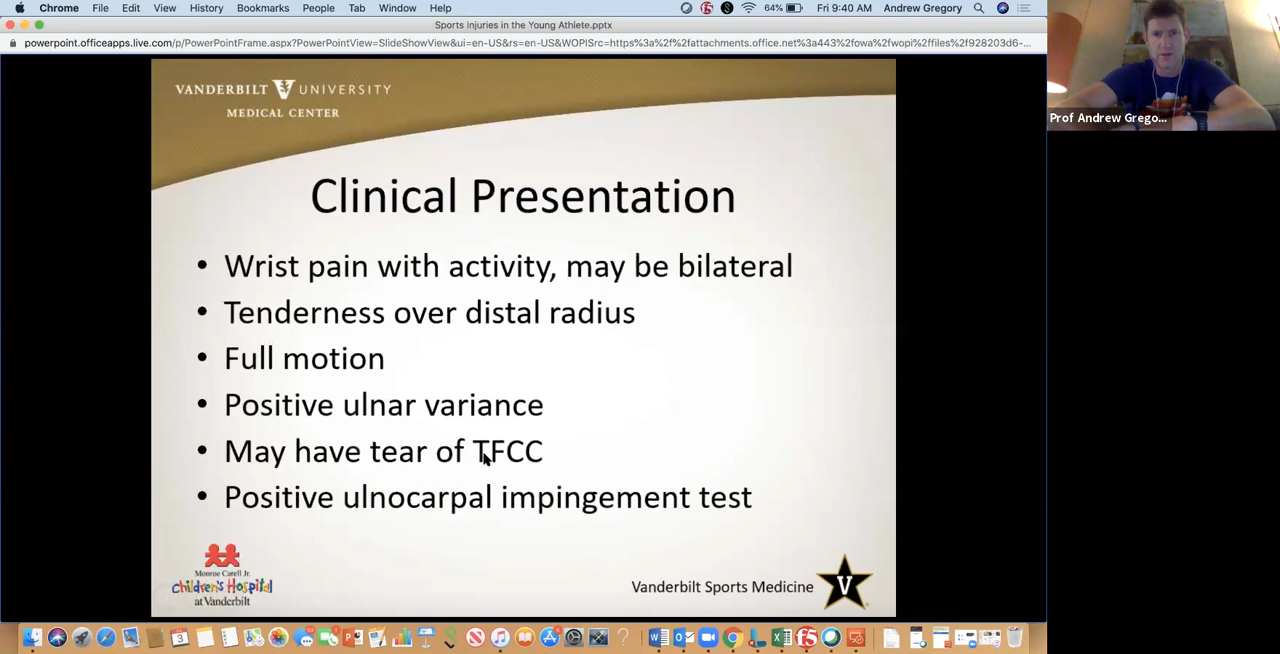 Chrome File Edit View History Bookmarks People Tab Window Help 64% Fri 9:40 AM Andrew Gregory
Sports Injuries in the Young Athlete.pptx
powerpoint.officeapps.live.com/p/PowerPointFrame.aspx?PowerPointView=SlideShowView&ui=en-US&rs=en-US&WOPISrc=https%3a%2f%2fattachments.office.net%3a443%2fowa%2fwopi%2ffiles%2f928203d6-...
VANDERBILT V UNIVERSITY
MEDICAL CENTER
Prof Andrew Grego...
Clinical Presentation
• Wrist pain with activity, may be bilateral
• Tenderness over distal radius
• Full motion
• Positive ulnar variance
• May have tear of TFCC
• Positive ulnocarpal impingement test
Monroe Carell Jr.
Children's Hospital
at Vanderbilt
Vanderbilt Sports Medicine
V